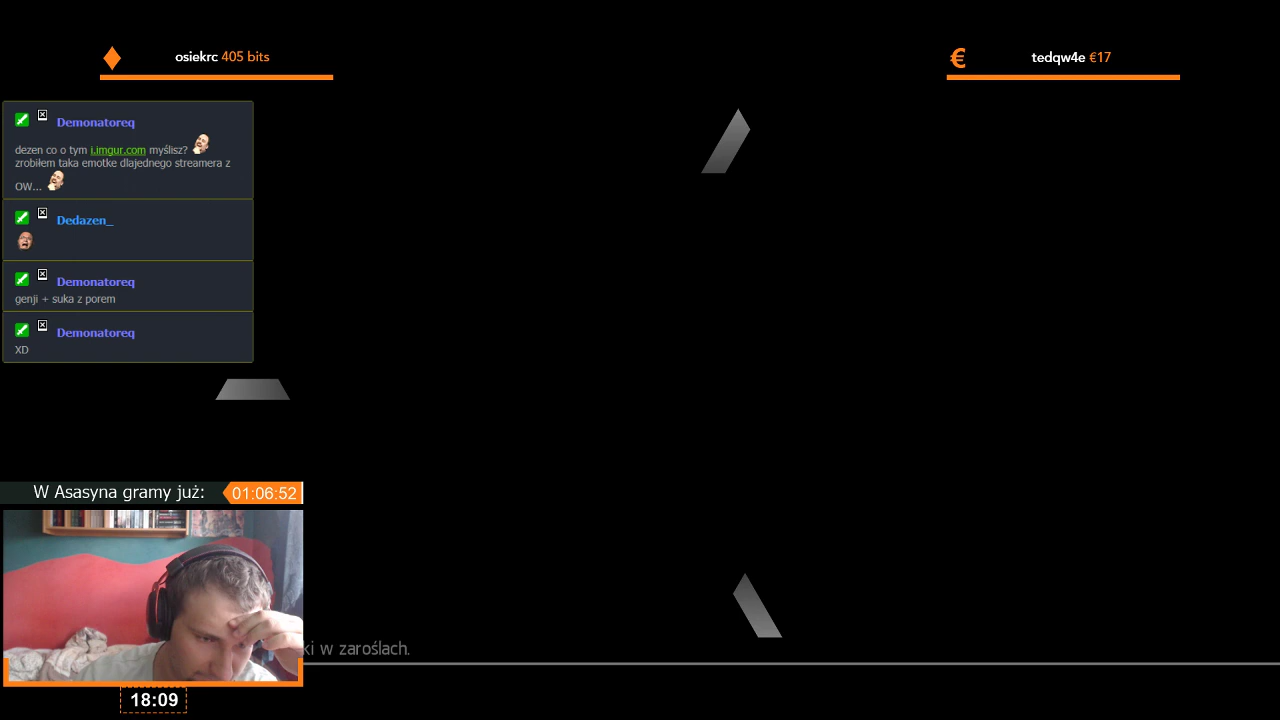 osiekrc 405 bits
€ tedqw4e €17
Demonatoreq
dezen co o tym i.imgur.com myślisz?
zrobiłem taka emotke dlajednego streamera z
OW...
Dedazen_
Demonatoreq
genji + suka z porem
Demonatoreq
XD
W Asasyna gramy już: 01:06:52
ki w zaroślach.
18:09